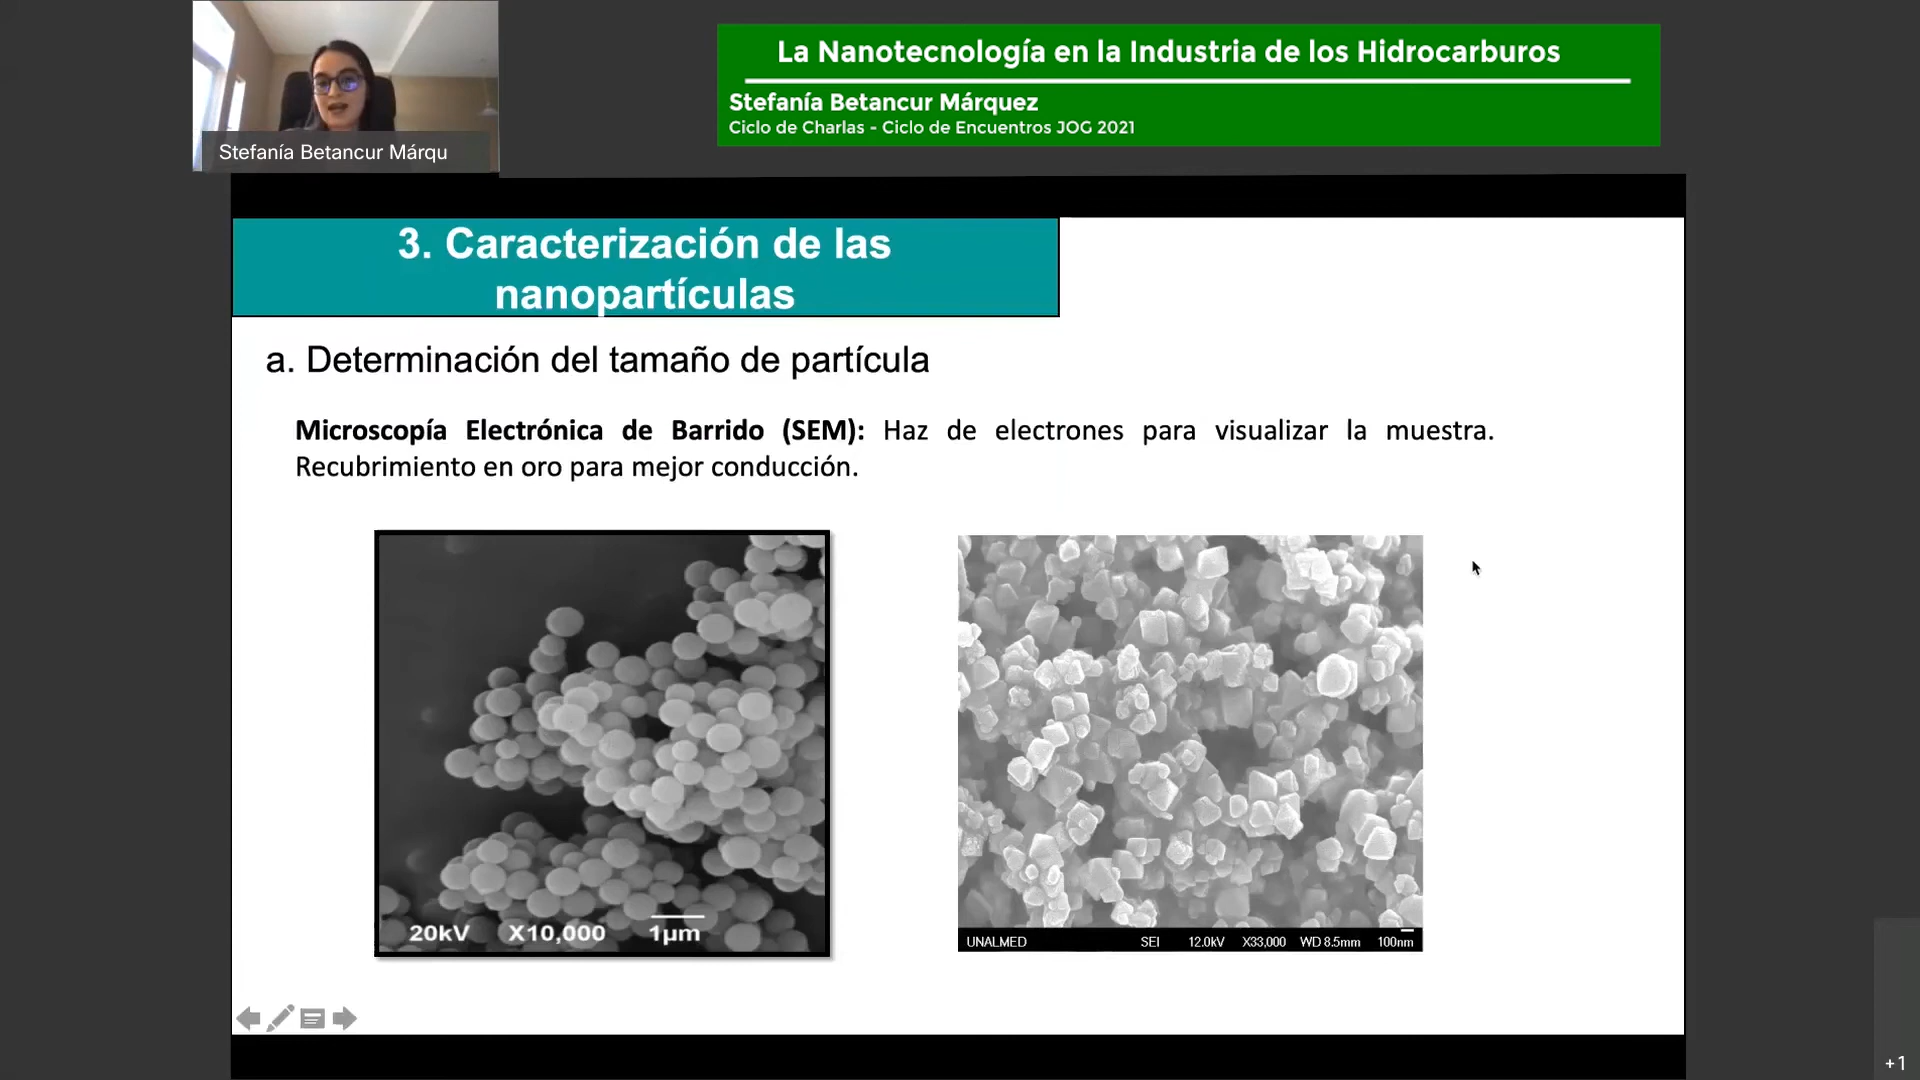 La Nanotecnología en la Industria de los Hidrocarburos
Stefanía Betancur Márquez
Ciclo de Charlas - Ciclo de Encuentros JOG 2021
Stefanía Betancur Márqu
3. Caracterización de las
nanopartículas
a. Determinación del tamaño de partícula
Microscopía Electrónica de Barrido (SEM): Haz de electrones para visualizar la muestra.
Recubrimiento en oro para mejor conducción.
20kV X10,000 1µm
UNALMED SEI 12.0kV X33,000 WD 8.5mm 100nm
+1